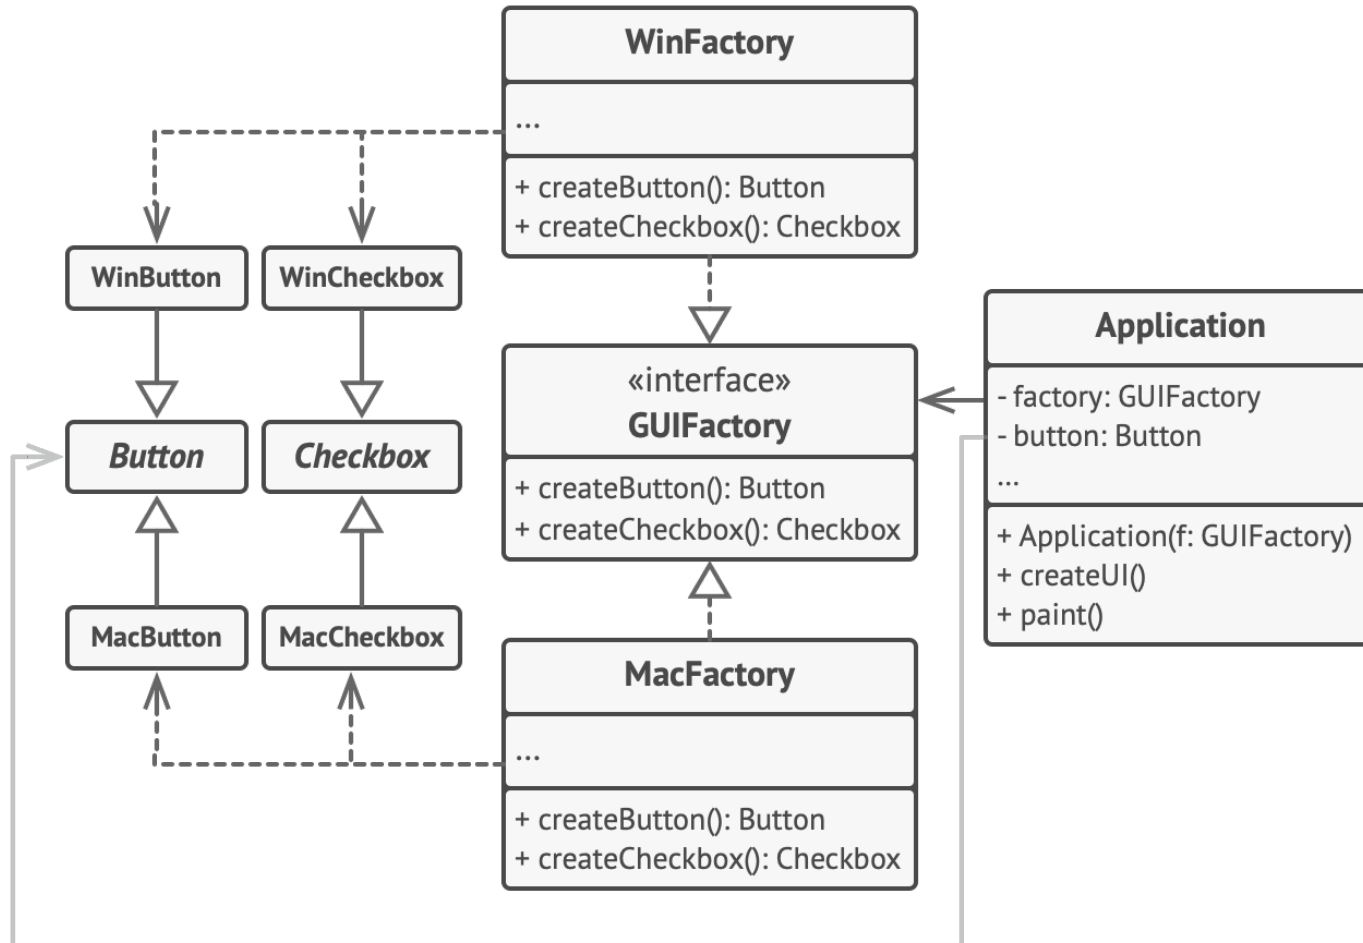 WinFactory
...
+ createButton(): Button
+ createCheckbox(): Checkbox
WinButton
WinCheckbox
«interface»
GUIFactory
+ createButton(): Button
+ createCheckbox(): Checkbox
Application
- factory: GUIFactory
- button: Button
...
+ Application(f: GUIFactory)
+ createUI()
+ paint()
Button
Checkbox
MacButton
MacCheckbox
MacFactory
...
+ createButton(): Button
+ createCheckbox(): Checkbox